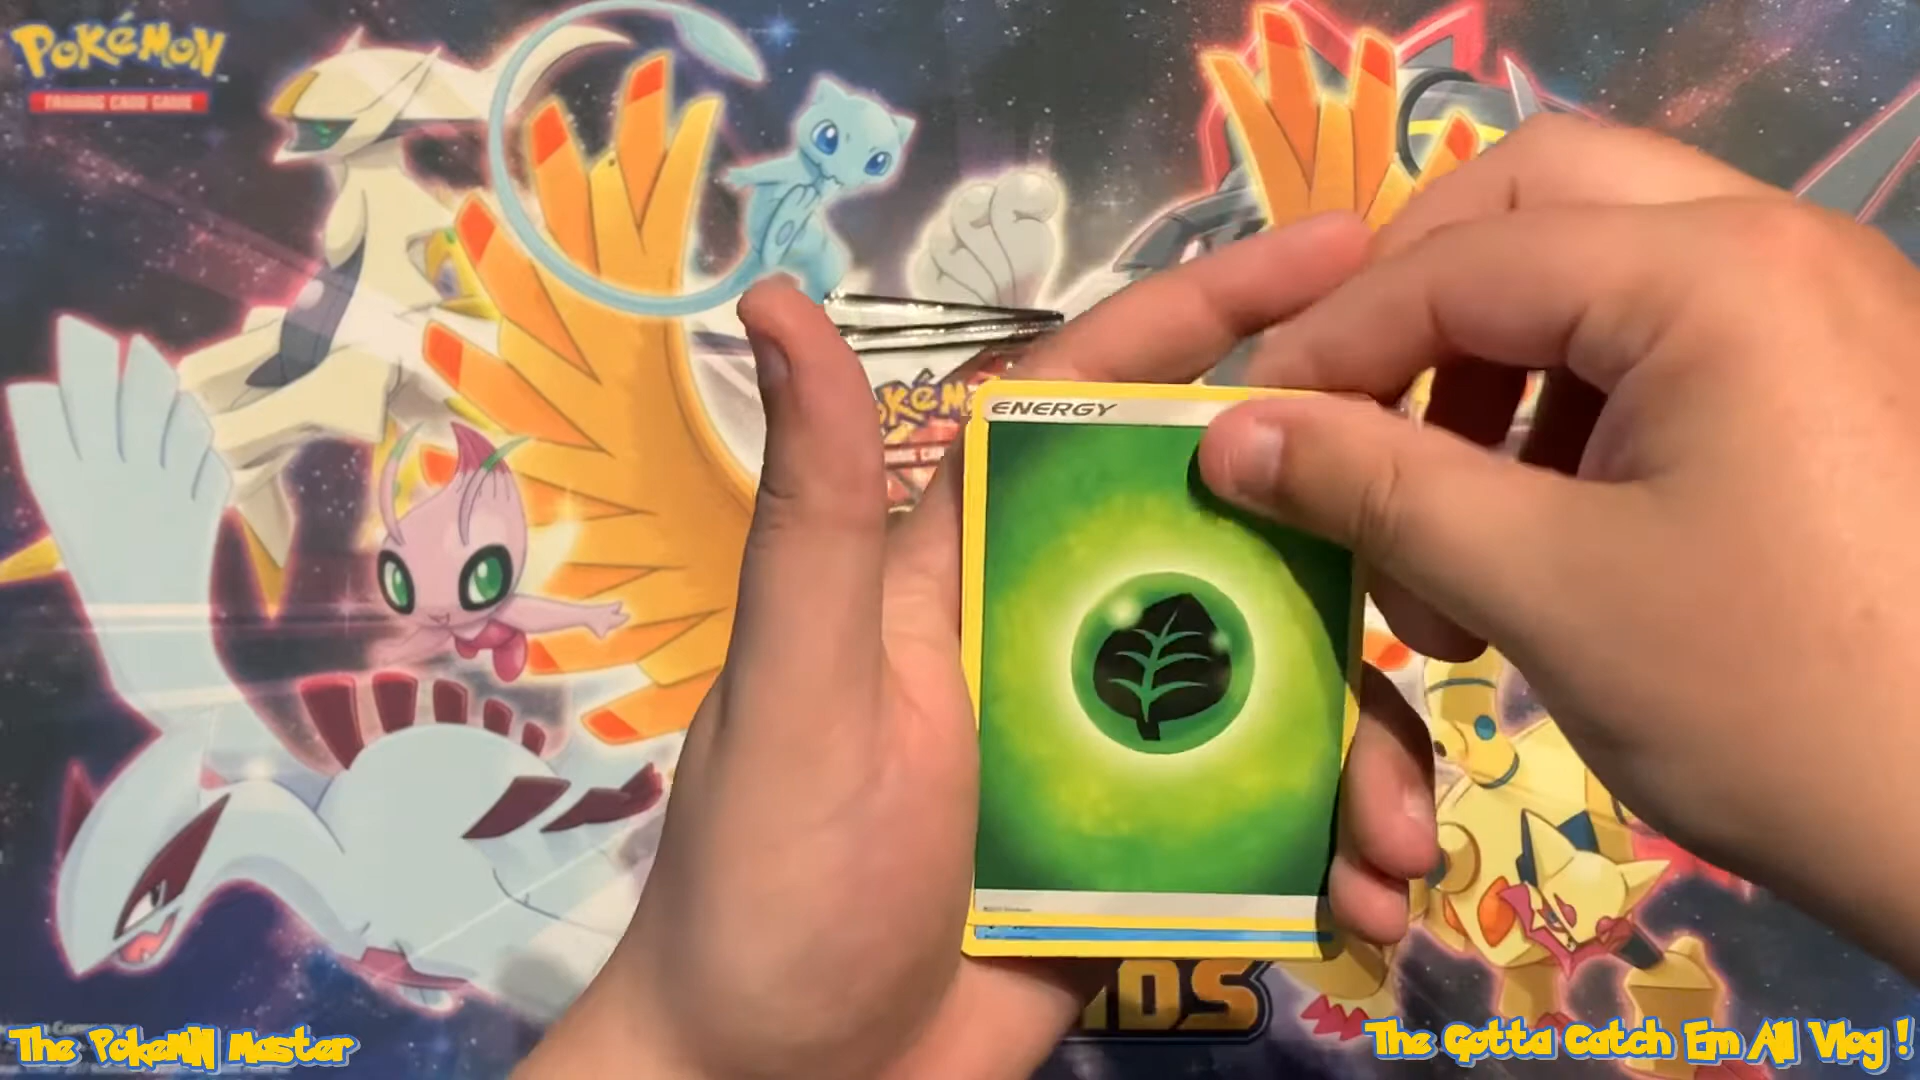 POKéMON
TRADING CARD GAME
ENERGY
The PokeMN Master
The Gotta Catch Em All Vlog !